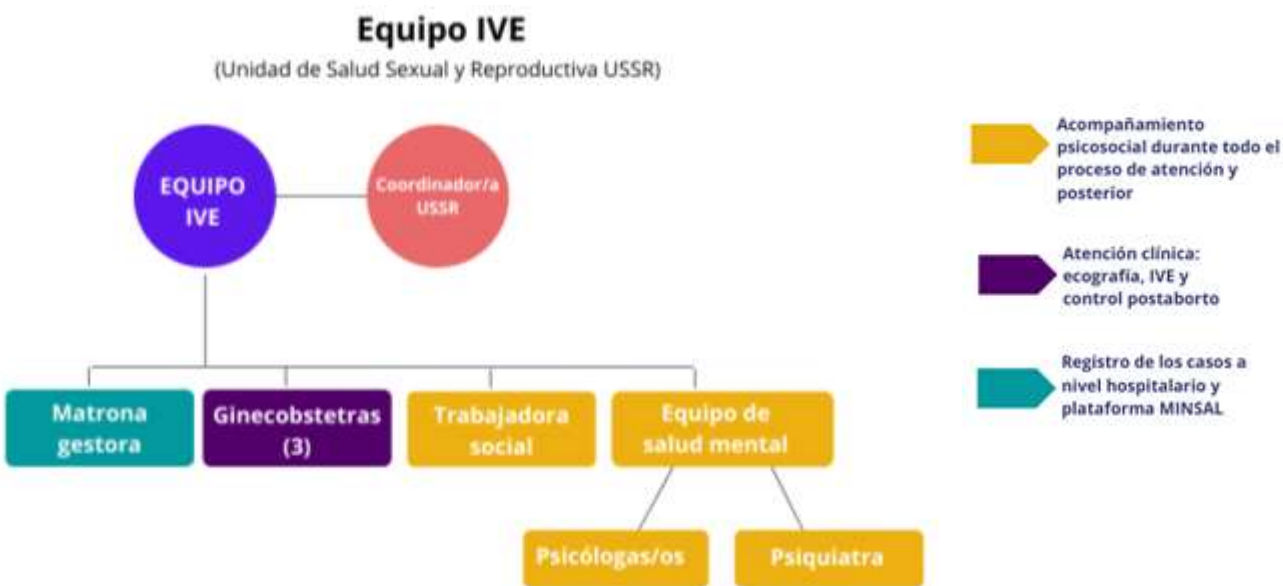 Equipo IVE
(Unidad de Salud Sexual y Reproductiva USSR)
EQUIPO
IVE
Coordinador/a
USSR
Matrona
gestora
Ginecobstetras
(3)
Trabajadora
social
Equipo de
salud mental
Psicólogas/os
Psiquiatra
Acompañamiento
psicosocial durante todo el
proceso de atención y
posterior
Atención clínica:
ecografía, IVE y
control postaborto
Registro de los casos a
nivel hospitalario y
plataforma MINSAL